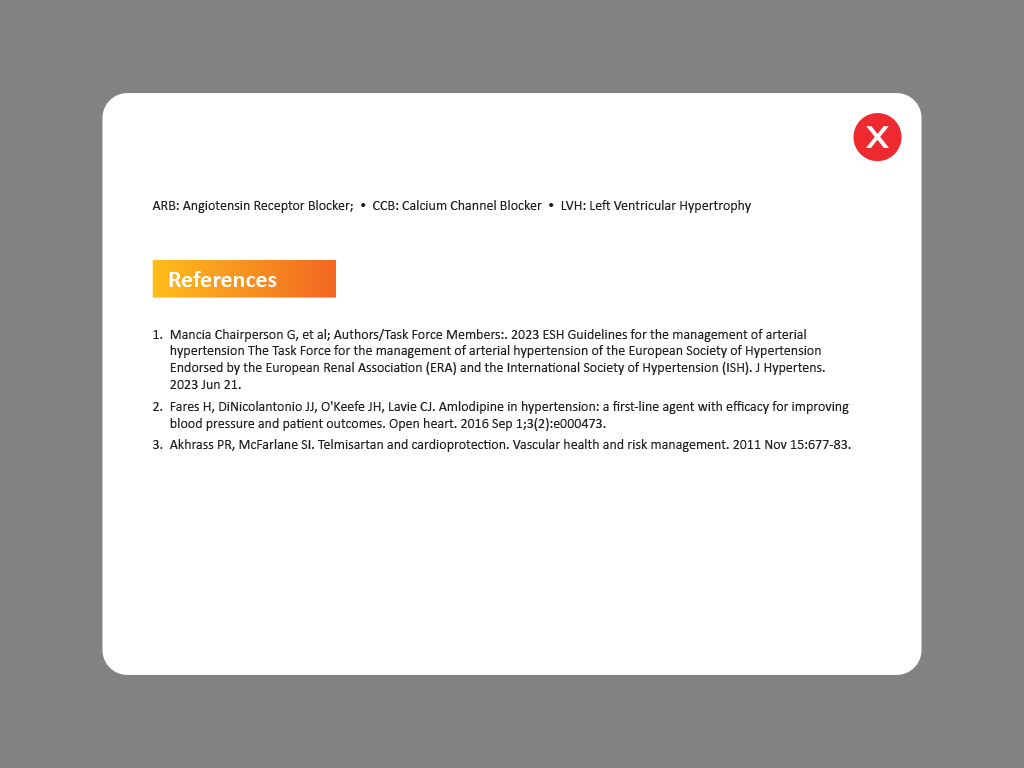 X
ARB: Angiotensin Receptor Blocker; • CCB: Calcium Channel Blocker • LVH: Left Ventricular Hypertrophy
References
1. Mancia Chairperson G, et al; Authors/Task Force Members:. 2023 ESH Guidelines for the management of arterial
hypertension The Task Force for the management of arterial hypertension of the European Society of Hypertension
Endorsed by the European Renal Association (ERA) and the International Society of Hypertension (ISH). J Hypertens.
2023 Jun 21.
2. Fares H, DiNicolantonio JJ, O'Keefe JH, Lavie CJ. Amlodipine in hypertension: a first-line agent with efficacy for improving
blood pressure and patient outcomes. Open heart. 2016 Sep 1;3(2):e000473.
3. Akhrass PR, McFarlane SI. Telmisartan and cardioprotection. Vascular health and risk management. 2011 Nov 15:677-83.